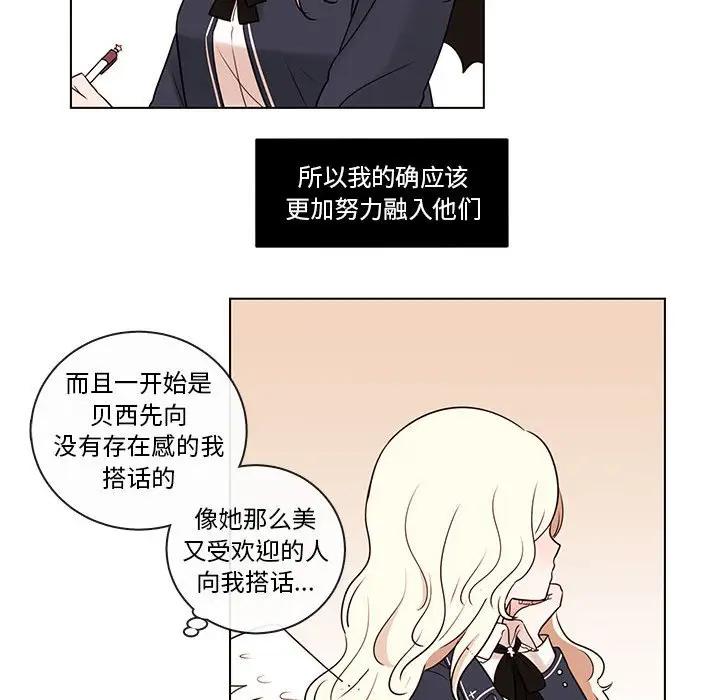 所以我的确应该
更加努力融入他们
而且一开始是
贝西先向
没有存在感的我
搭话的
像她那么美
又受欢迎的人
向我搭话...